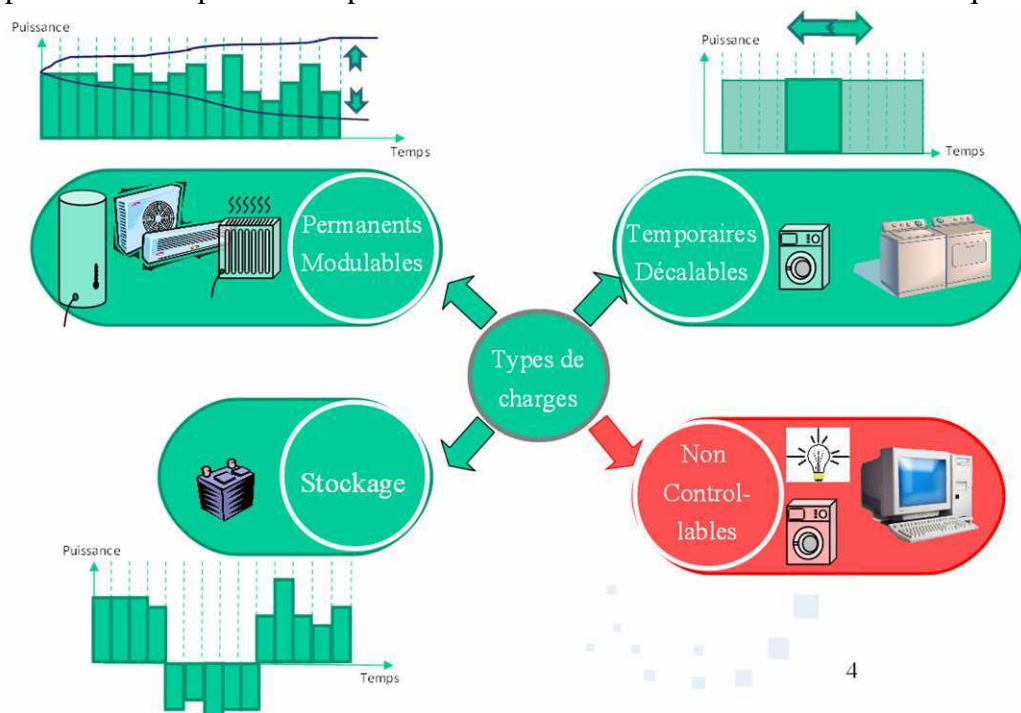 Puissance
Temps
Puissance
Temps
Permanents
Modulables
Temporaires
Décalables
Types de
charges
Stockage
Non
Control-
lables
Puissance
Temps
4